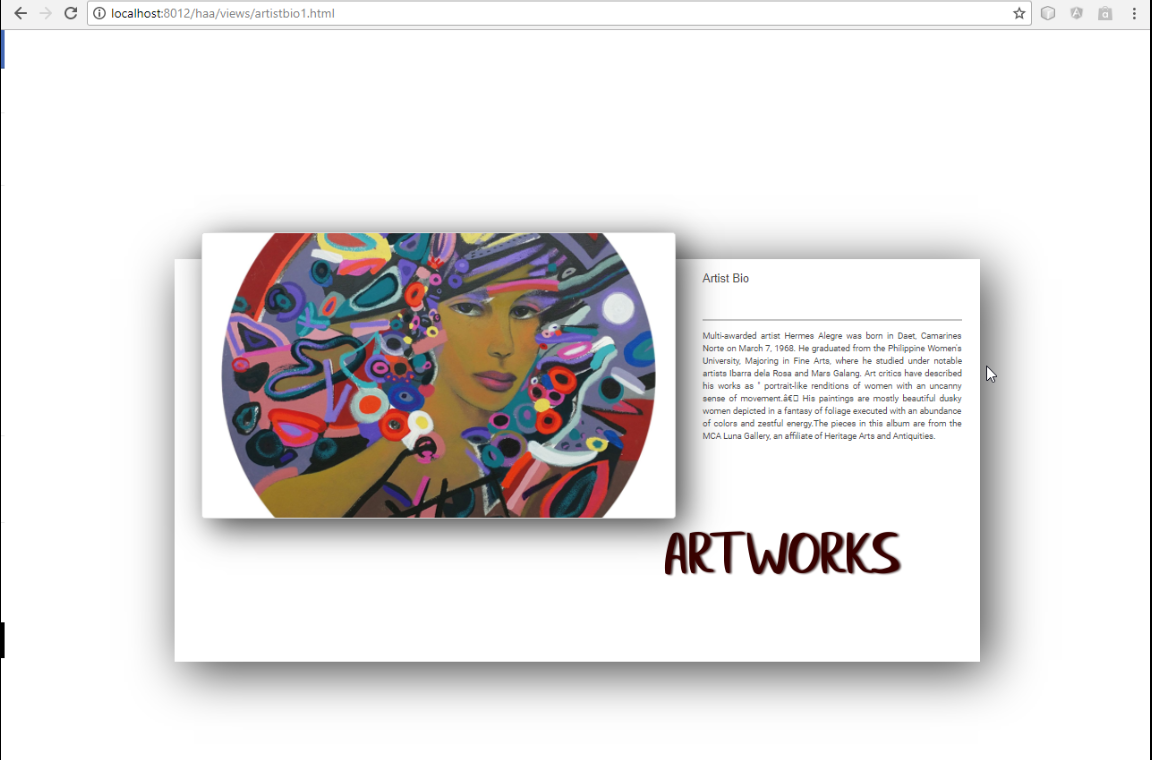 localhost:8012/haa/views/artistbio1.html
Artist Bio
Multi-awarded artist Hermes Alegre was born in Daet, Camarines
Norte on March 7, 1968. He graduated from the Philippine Women's
University, Majoring in Fine Arts, where he studied under notable
artists Ibarra dela Rosa and Mars Galang. Art critics have described
his works as " portrait-like renditions of women with an uncanny
sense of movement.â€□ His paintings are mostly beautiful dusky
women depicted in a fantasy of foliage executed with an abundance
of colors and zestful energy.The pieces in this album are from the
MCA Luna Gallery, an affiliate of Heritage Arts and Antiquities.
ARTWORKS